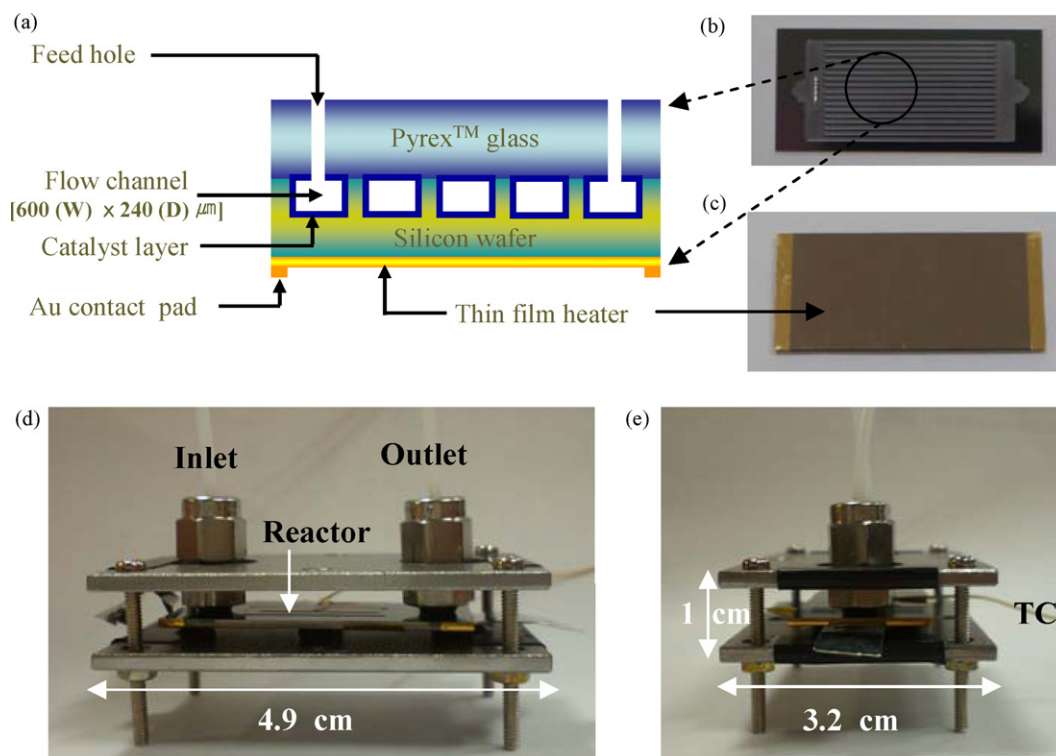 (a)
Feed hole
Pyrex™ glass
Flow channel
[600 (W) × 240 (D) ㎛]
Catalyst layer
Silicon wafer
Au contact pad
Thin film heater
(b)
(c)
(d)
Inlet
Outlet
Reactor
4.9 cm
(e)
1 cm
TC
3.2 cm